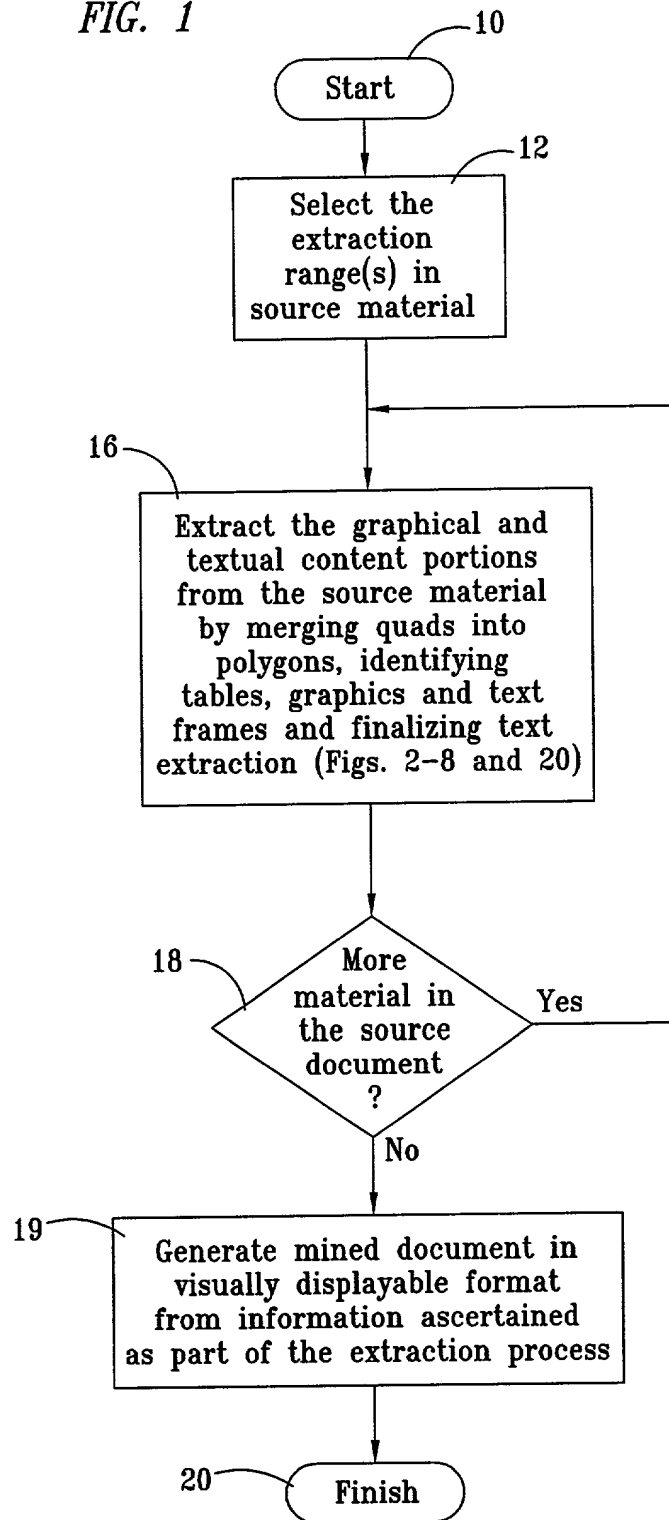 FIG. 1
10
Start
12
Select the
extraction
range(s) in
source material
16
Extract the graphical and
textual content portions
from the source material
by merging quads into
polygons, identifying
tables, graphics and text
frames and finalizing text
extraction (Figs. 2-8 and 20)
18
More
material in
the source
document
?
Yes
No
19
Generate mined document in
visually displayable format
from information ascertained
as part of the extraction process
20
Finish